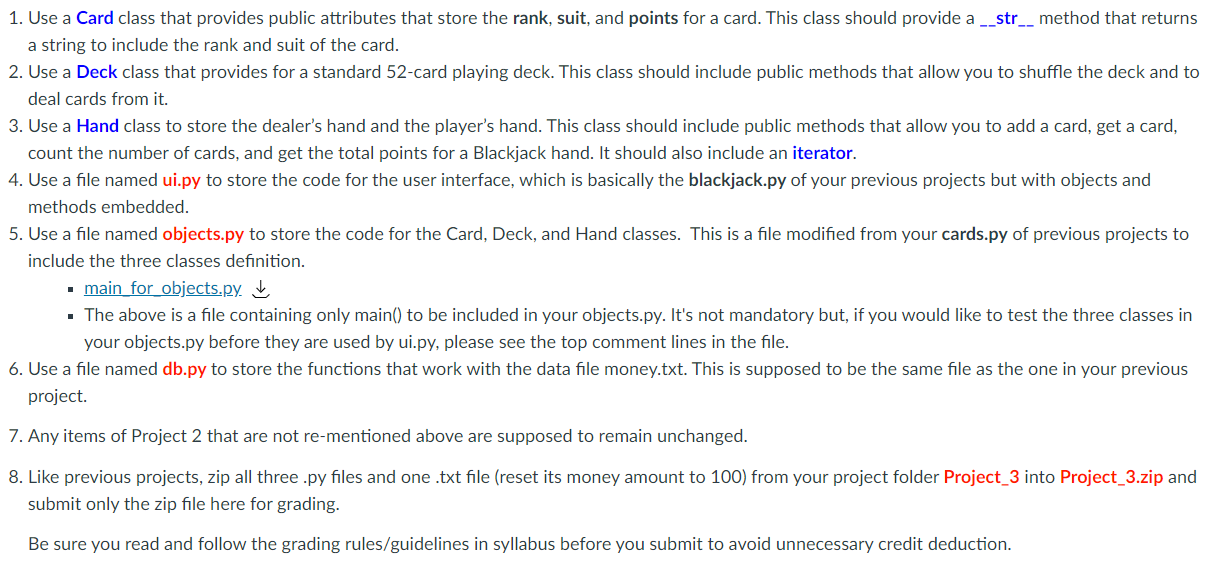 1. Use a Card class that provides public attributes that store the rank, suit, and points for a card. This class should provide a __str__ method that returns
a string to include the rank and suit of the card.
2. Use a Deck class that provides for a standard 52-card playing deck. This class should include public methods that allow you to shuffle the deck and to
deal cards from it.
3. Use a Hand class to store the dealer's hand and the player's hand. This class should include public methods that allow you to add a card, get a card,
count the number of cards, and get the total points for a Blackjack hand. It should also include an iterator.
4. Use a file named ui.py to store the code for the user interface, which is basically the blackjack.py of your previous projects but with objects and
methods embedded.
5. Use a file named objects.py to store the code for the Card, Deck, and Hand classes. This is a file modified from your cards.py of previous projects to
include the three classes definition.
▪ main_for_objects.py
▪ The above is a file containing only main() to be included in your objects.py. It's not mandatory but, if you would like to test the three classes in
your objects.py before they are used by ui.py, please see the top comment lines in the file.
6. Use a file named db.py to store the functions that work with the data file money.txt. This is supposed to be the same file as the one in your previous
project.
7. Any items of Project 2 that are not re-mentioned above are supposed to remain unchanged.
8. Like previous projects, zip all three .py files and one .txt file (reset its money amount to 100) from your project folder Project_3 into Project_3.zip and
submit only the zip file here for grading.
Be sure you read and follow the grading rules/guidelines in syllabus before you submit to avoid unnecessary credit deduction.